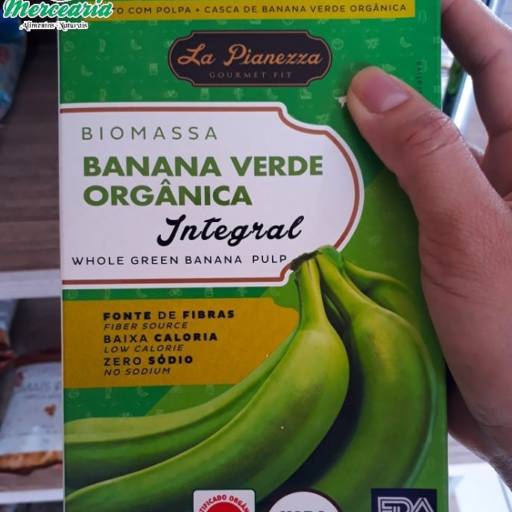 Mercearia
Alimentos Naturais
TO COM POLPA + CASCA DE BANANA VERDE ORGÂNICA
La Pianezza
GOURMET FIT
BIOMASSA
BANANA VERDE
ORGÂNICA
Integral
WHOLE GREEN BANANA PULP
FONTE DE FIBRAS
FIBER SOURCE
BAIXA CALORIA
LOW CALORIE
ZERO SÓDIO
NO SODIUM
FDA